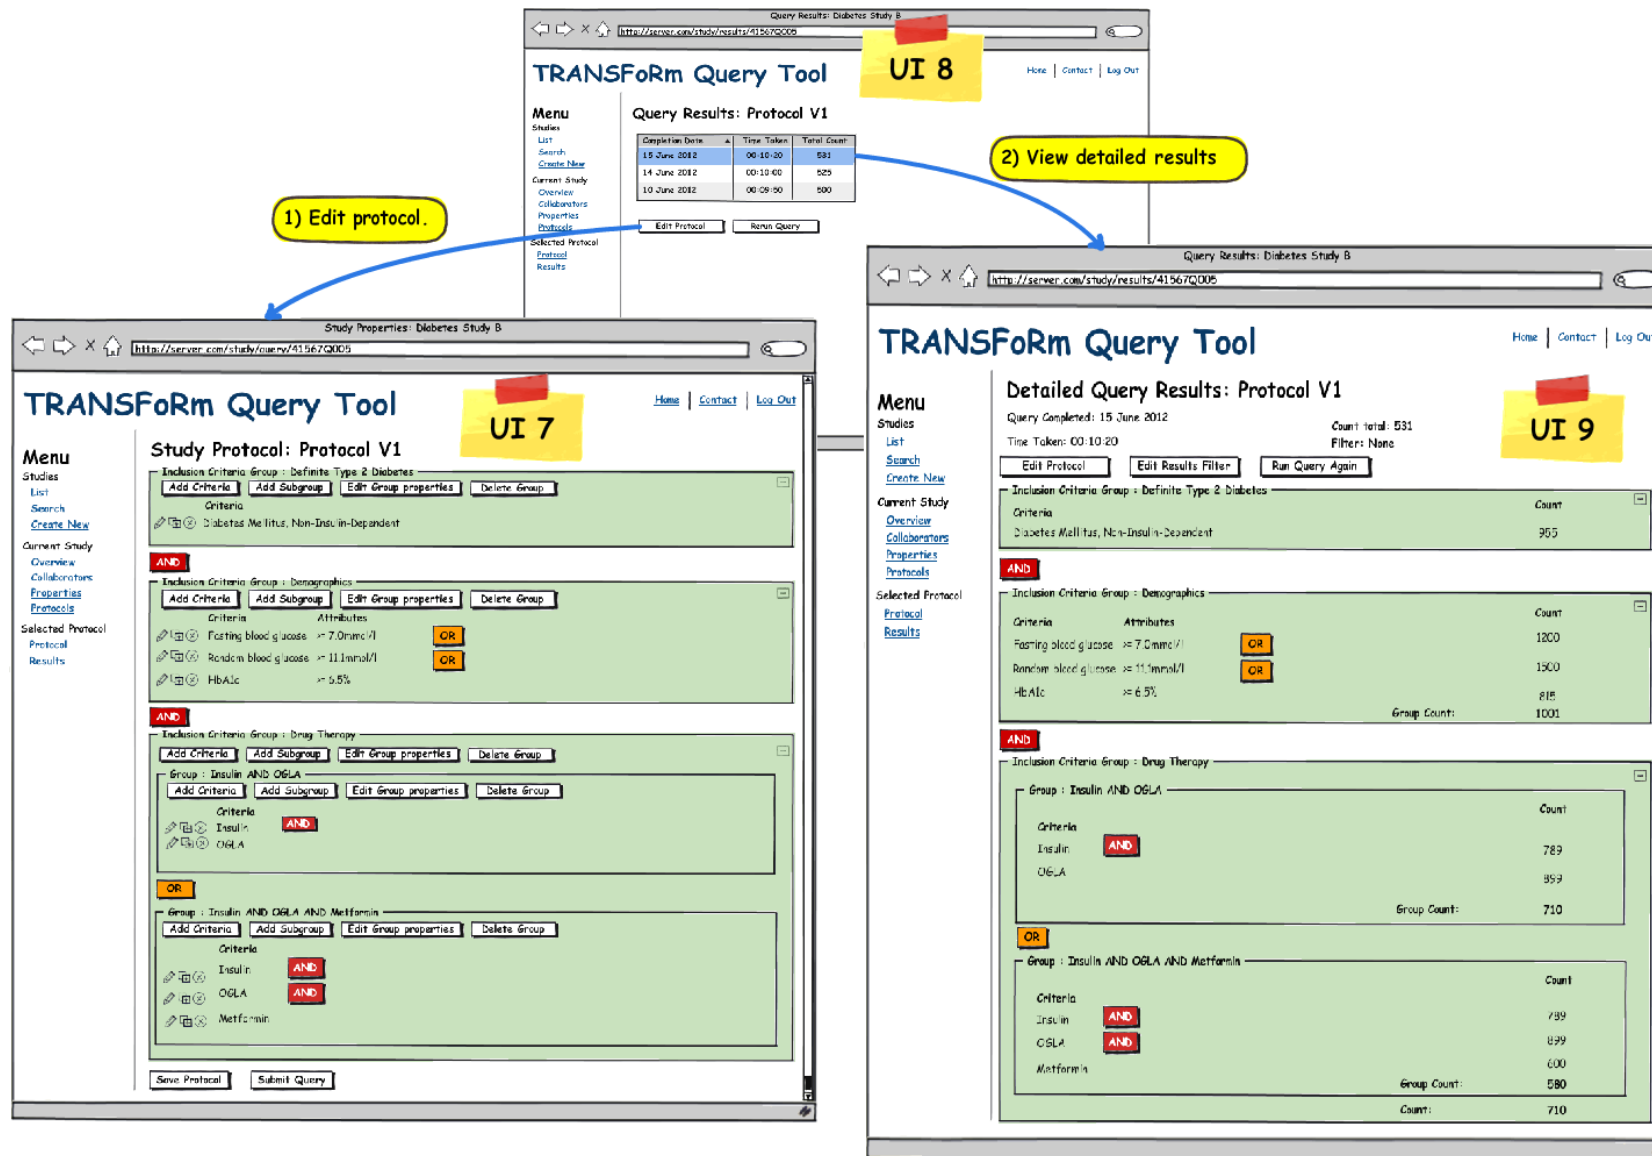 Query Results: Diabetes Study B
http://server.com/study/results/41567Q005
UI 8
TRANSFoRm Query Tool
Home | Contact | Log Out
Menu
Studies
List
Search
Create New
Current Study
Overview
Collaborators
Properties
Protocols
Selected Protocol
Protocol
Results
Query Results: Protocol V1
Completion Date Time Taken Total Count
15 June 2012 00:10:20 531
14 June 2012 00:10:00 525
10 June 2012 00:09:50 500
Edit Protocol Rerun Query
1) Edit protocol.
2) View detailed results
Study Properties: Diabetes Study B
http://server.com/study/query/41567Q005
TRANSFoRm Query Tool
UI 7
Home | Contact | Log Out
Menu
Studies
List
Search
Create New
Current Study
Overview
Collaborators
Properties
Protocols
Selected Protocol
Protocol
Results
Study Protocol: Protocol V1
Inclusion Criteria Group : Definite Type 2 Diabetes
Add Criteria Add Subgroup Edit Group properties Delete Group
Criteria
Diabetes Mellitus, Non-Insulin-Dependent
AND
Inclusion Criteria Group : Demographics
Add Criteria Add Subgroup Edit Group properties Delete Group
Criteria Attributes
Fasting blood glucose >= 7.0mmol/l OR
Random blood glucose >= 11.1mmol/l OR
HbA1c >= 6.5%
AND
Inclusion Criteria Group : Drug Therapy
Add Criteria Add Subgroup Edit Group properties Delete Group
Group : Insulin AND OGLA
Add Criteria Add Subgroup Edit Group properties Delete Group
Criteria
Insulin AND
OGLA
OR
Group : Insulin AND OGLA AND Metformin
Add Criteria Add Subgroup Edit Group properties Delete Group
Criteria
Insulin AND
OGLA AND
Metformin
Save Protocol Submit Query
Query Results: Diabetes Study B
http://server.com/study/results/41567Q005
TRANSFoRm Query Tool
Home | Contact | Log Out
UI 9
Menu
Studies
List
Search
Create New
Current Study
Overview
Collaborators
Properties
Protocols
Selected Protocol
Protocol
Results
Detailed Query Results: Protocol V1
Query Completed: 15 June 2012
Count total: 531
Time Taken: 00:10:20
Filter: None
Edit Protocol Edit Results Filter Run Query Again
Inclusion Criteria Group : Definite Type 2 Diabetes
Criteria Count
Diabetes Mellitus, Non-Insulin-Dependent 955
AND
Inclusion Criteria Group : Demographics
Criteria Attributes Count
Fasting blood glucose >= 7.0mmol/l OR 1200
Random blood glucose >= 11.1mmol/l OR 1500
HbA1c >= 6.5% 815
Group Count: 1001
AND
Inclusion Criteria Group : Drug Therapy
Group : Insulin AND OGLA
Count
Criteria
Insulin AND 789
OGLA 899
Group Count: 710
OR
Group : Insulin AND OGLA AND Metformin
Count
Criteria
Insulin AND 789
OGLA AND 899
Metformin 600
Group Count: 580
Count: 710